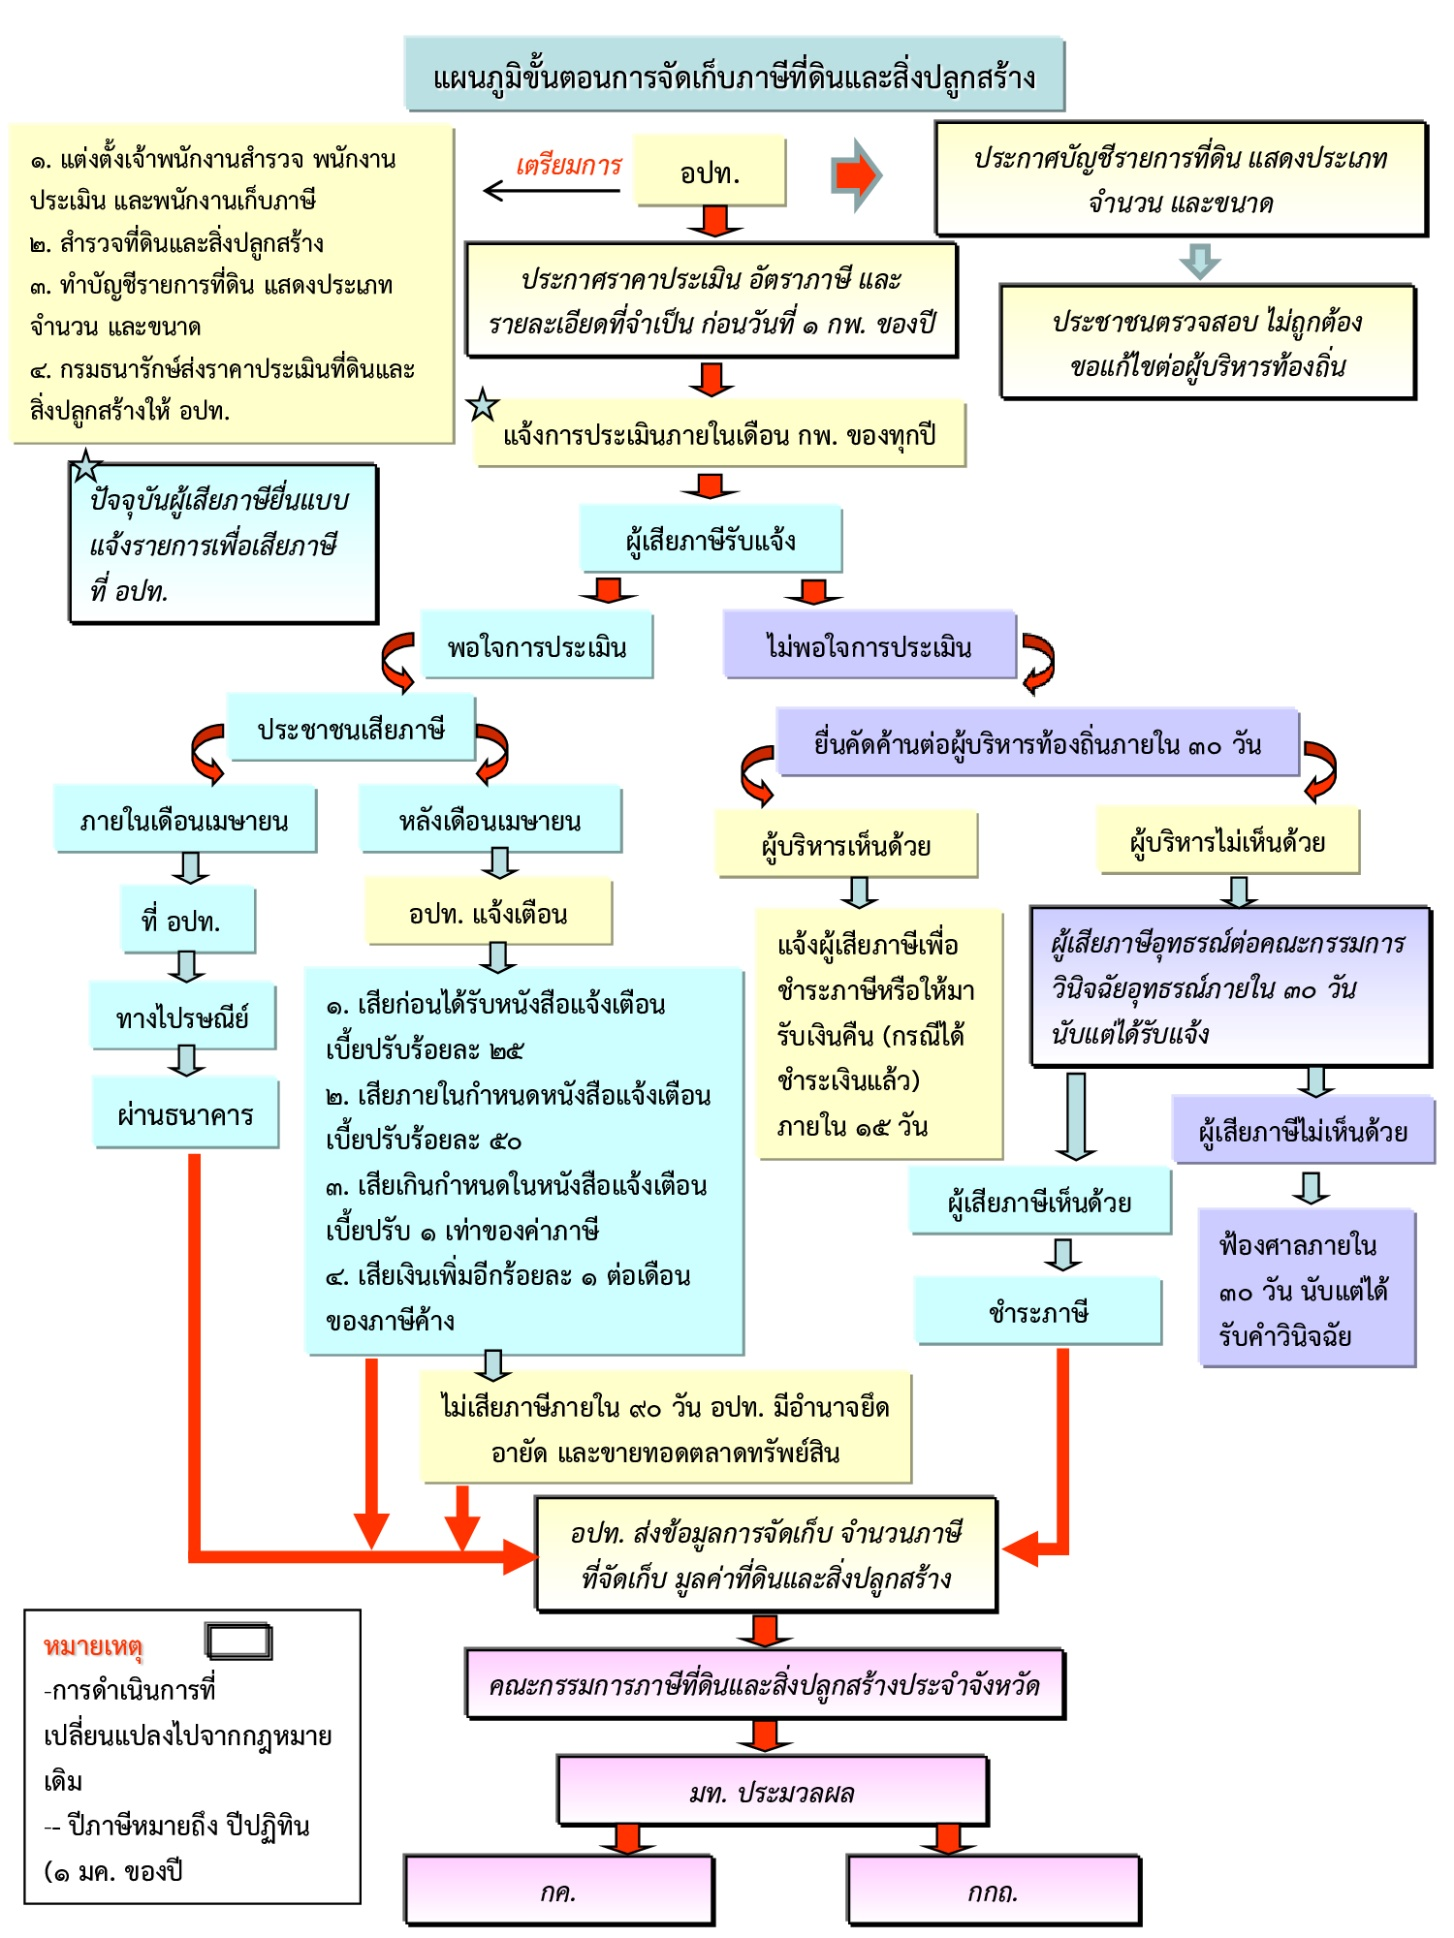 แผนภูมิขั้นตอนการจัดเก็บภาษีที่ดินและสิ่งปลูกสร้าง
๑. แต่งตั้งเจ้าพนักงานสำรวจ พนักงาน
ประเมิน และพนักงานเก็บภาษี
๒. สำรวจที่ดินและสิ่งปลูกสร้าง
๓. ทำบัญชีรายการที่ดิน แสดงประเภท
จำนวน และขนาด
๔. กรมธนารักษ์ส่งราคาประเมินที่ดินและ
สิ่งปลูกสร้างให้ อปท.
เตรียมการ
อปท.
ประกาศบัญชีรายการที่ดิน แสดงประเภท
จำนวน และขนาด
ประกาศราคาประเมิน อัตราภาษี และ
รายละเอียดที่จำเป็น ก่อนวันที่ ๑ กพ. ของปี
ประชาชนตรวจสอบ ไม่ถูกต้อง
ขอแก้ไขต่อผู้บริหารท้องถิ่น
แจ้งการประเมินภายในเดือน กพ. ของทุกปี
ปัจจุบันผู้เสียภาษียื่นแบบ
แจ้งรายการเพื่อเสียภาษี
ที่ อปท.
ผู้เสียภาษีรับแจ้ง
พอใจการประเมิน
ไม่พอใจการประเมิน
ประชาชนเสียภาษี
ยื่นคัดค้านต่อผู้บริหารท้องถิ่นภายใน ๓๐ วัน
ภายในเดือนเมษายน
หลังเดือนเมษายน
ผู้บริหารเห็นด้วย
ผู้บริหารไม่เห็นด้วย
ที่ อปท.
อปท. แจ้งเตือน
ทางไปรษณีย์
ผ่านธนาคาร
๑. เสียก่อนได้รับหนังสือแจ้งเตือน
เบี้ยปรับร้อยละ ๒๕
๒. เสียภายในกำหนดหนังสือแจ้งเตือน
เบี้ยปรับร้อยละ ๕๐
๓. เสียเกินกำหนดในหนังสือแจ้งเตือน
เบี้ยปรับ ๑ เท่าของค่าภาษี
๔. เสียเงินเพิ่มอีกร้อยละ ๑ ต่อเดือน
ของภาษีค้าง
แจ้งผู้เสียภาษีเพื่อ
ชำระภาษีหรือให้มา
รับเงินคืน (กรณีได้
ชำระเงินแล้ว)
ภายใน ๑๕ วัน
ผู้เสียภาษีอุทธรณ์ต่อคณะกรรมการ
วินิจฉัยอุทธรณ์ภายใน ๓๐ วัน
นับแต่ได้รับแจ้ง
ผู้เสียภาษีไม่เห็นด้วย
ผู้เสียภาษีเห็นด้วย
ฟ้องศาลภายใน
๓๐ วัน นับแต่ได้
รับคำวินิจฉัย
ชำระภาษี
ไม่เสียภาษีภายใน ๙๐ วัน อปท. มีอำนาจยึด
อายัด และขายทอดตลาดทรัพย์สิน
อปท. ส่งข้อมูลการจัดเก็บ จำนวนภาษี
ที่จัดเก็บ มูลค่าที่ดินและสิ่งปลูกสร้าง
คณะกรรมการภาษีที่ดินและสิ่งปลูกสร้างประจำจังหวัด
มท. ประมวลผล
กค.
กกถ.
หมายเหตุ
-การดำเนินการที่
เปลี่ยนแปลงไปจากกฎหมาย
เดิม
-- ปีภาษีหมายถึง ปีปฏิทิน
(๑ มค. ของปี